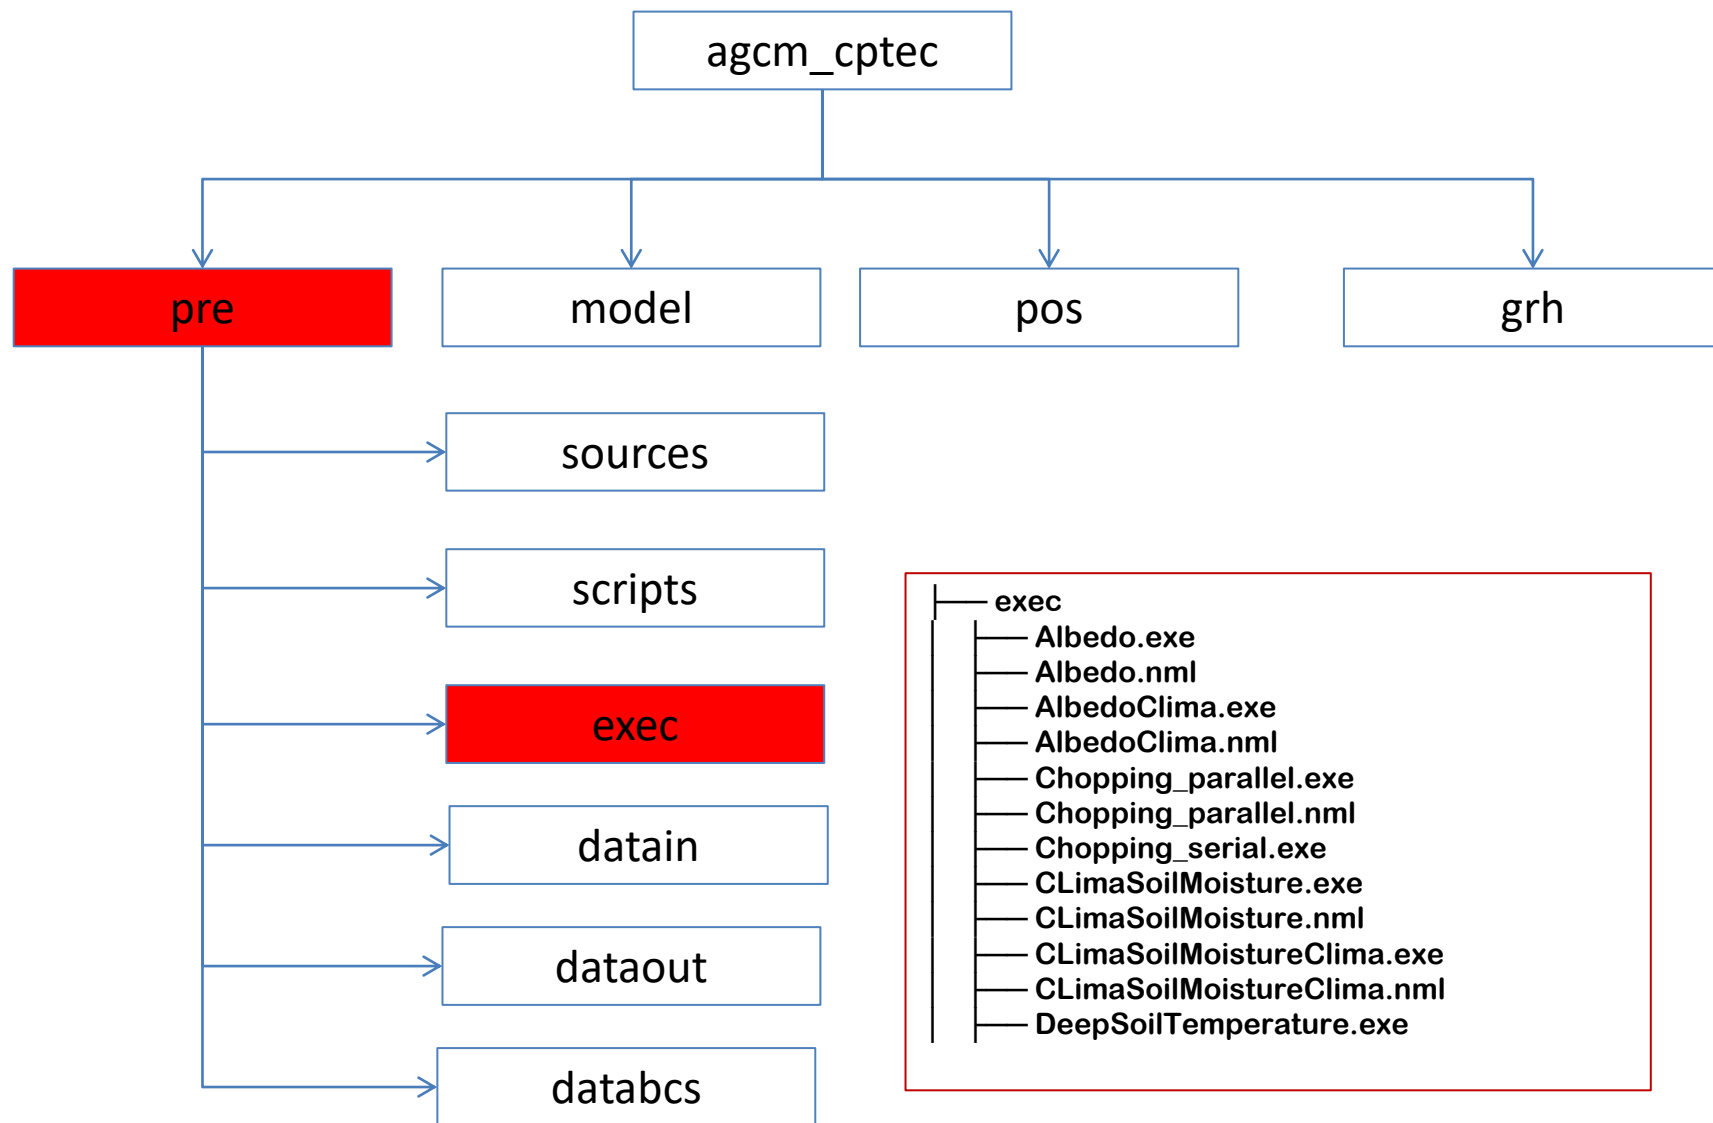 agcm_cptec
pre
model
pos
grh
sources
scripts
exec
datain
dataout
databcs
exec
Albedo.exe
Albedo.nml
AlbedoClima.exe
AlbedoClima.nml
Chopping_parallel.exe
Chopping_parallel.nml
Chopping_serial.exe
CLimaSoilMoisture.exe
CLimaSoilMoisture.nml
CLimaSoilMoistureClima.exe
CLimaSoilMoistureClima.nml
DeepSoilTemperature.exe